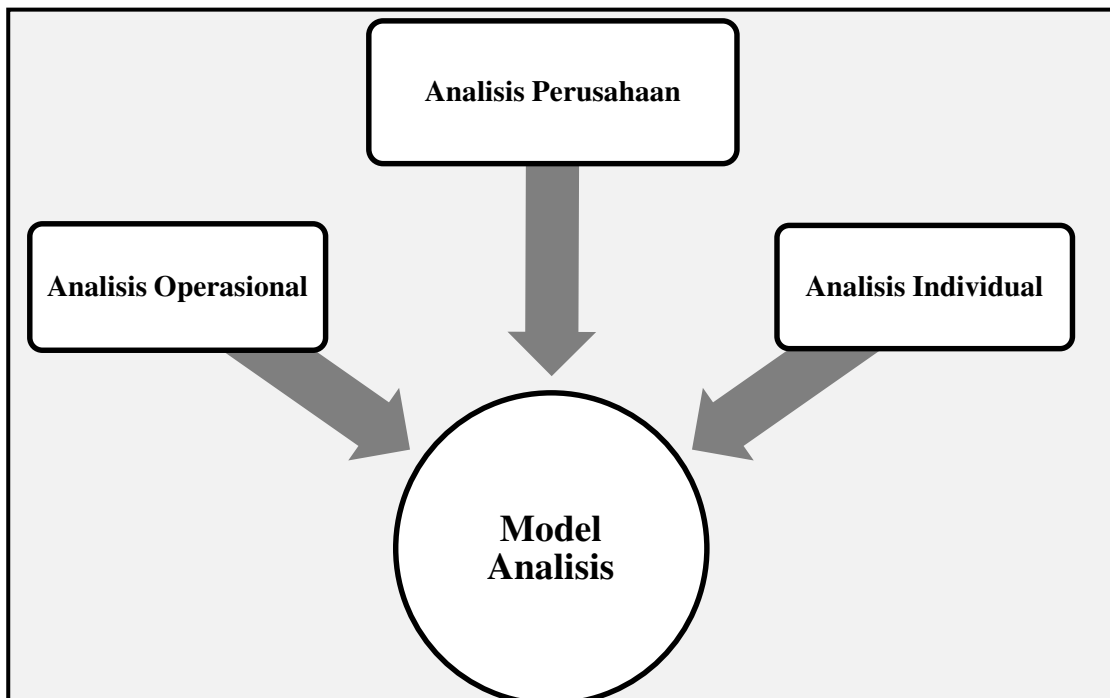 Analisis Perusahaan
Analisis Operasional
Analisis Individual
Model
Analisis